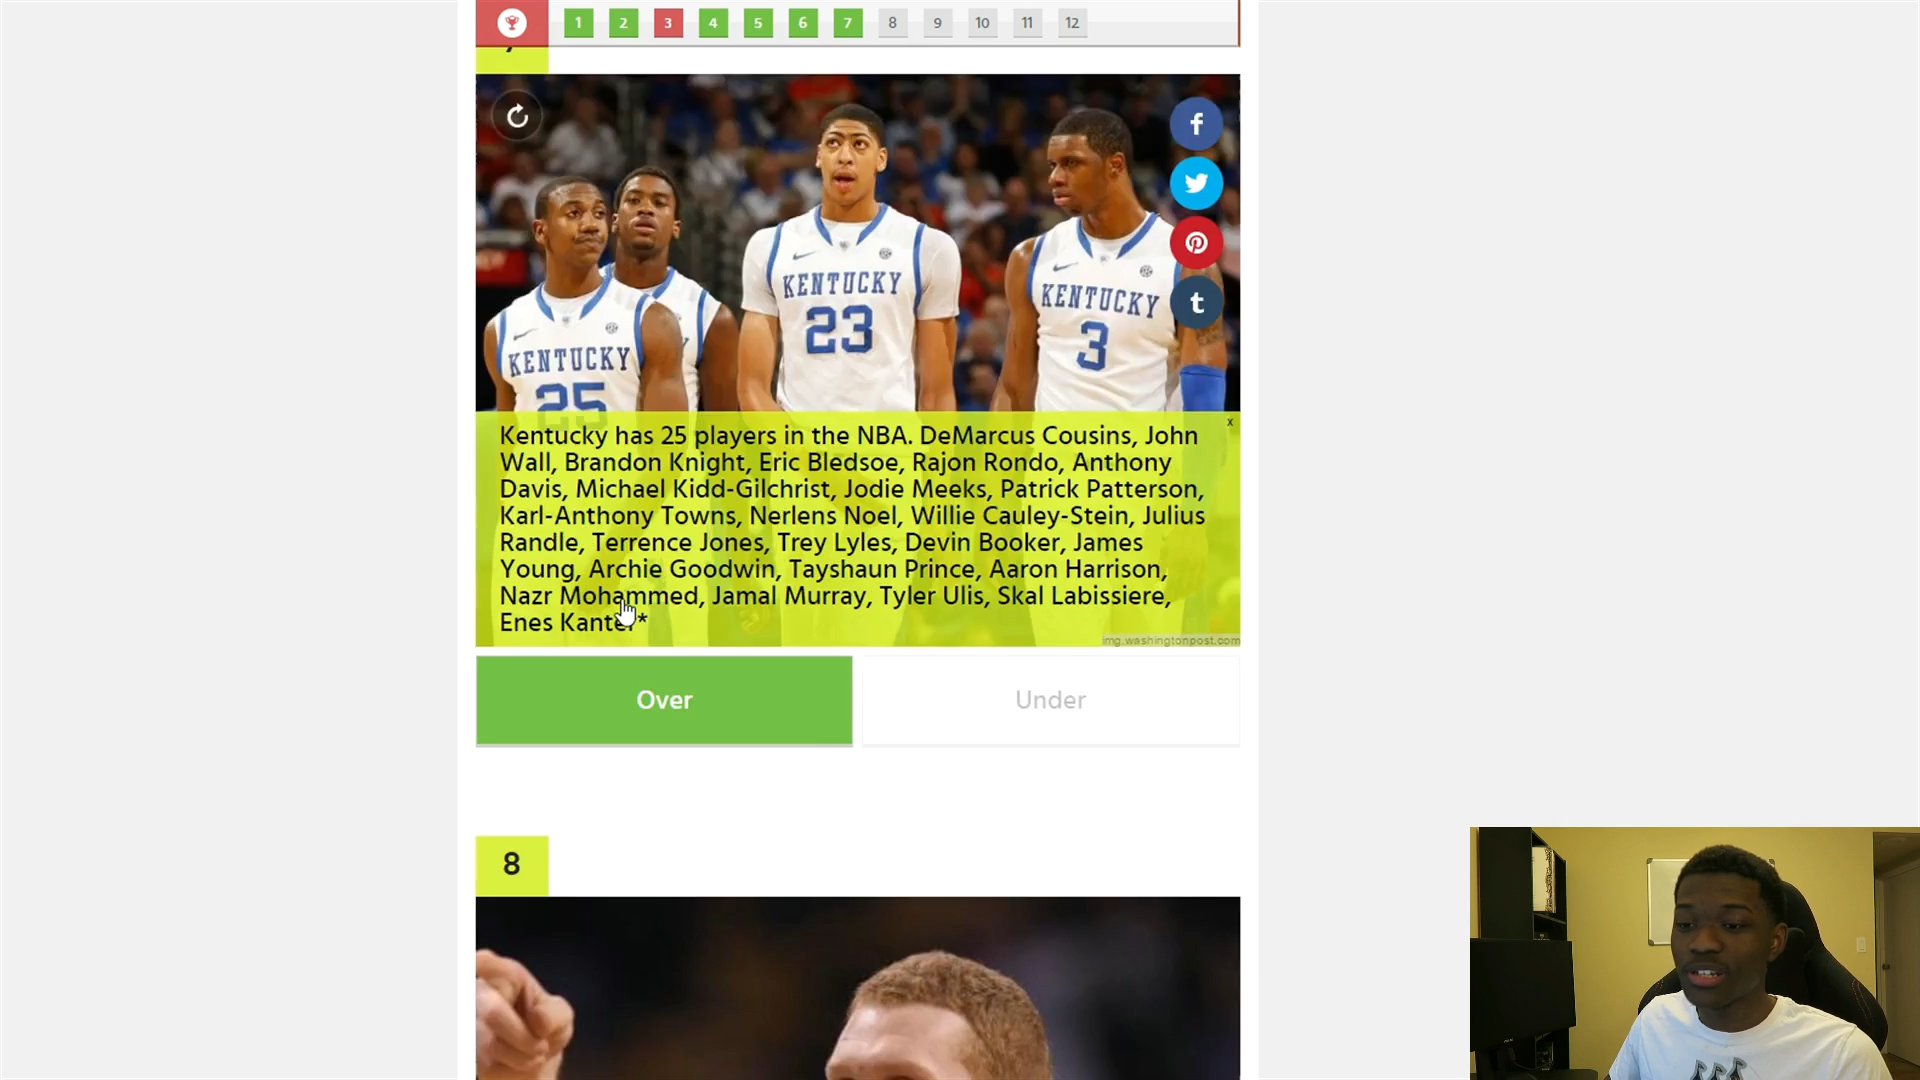 1 2 3 4 5 6 7 8 9 10 11 12
KENTUCKY
23
KENTUCKY
3
KENTUCKY
25
x
Kentucky has 25 players in the NBA. DeMarcus Cousins, John
Wall, Brandon Knight, Eric Bledsoe, Rajon Rondo, Anthony
Davis, Michael Kidd-Gilchrist, Jodie Meeks, Patrick Patterson,
Karl-Anthony Towns, Nerlens Noel, Willie Cauley-Stein, Julius
Randle, Terrence Jones, Trey Lyles, Devin Booker, James
Young, Archie Goodwin, Tayshaun Prince, Aaron Harrison,
Nazr Mohammed, Jamal Murray, Tyler Ulis, Skal Labissiere,
Enes Kanter*
img.washingtonpost.com
Over
Under
8